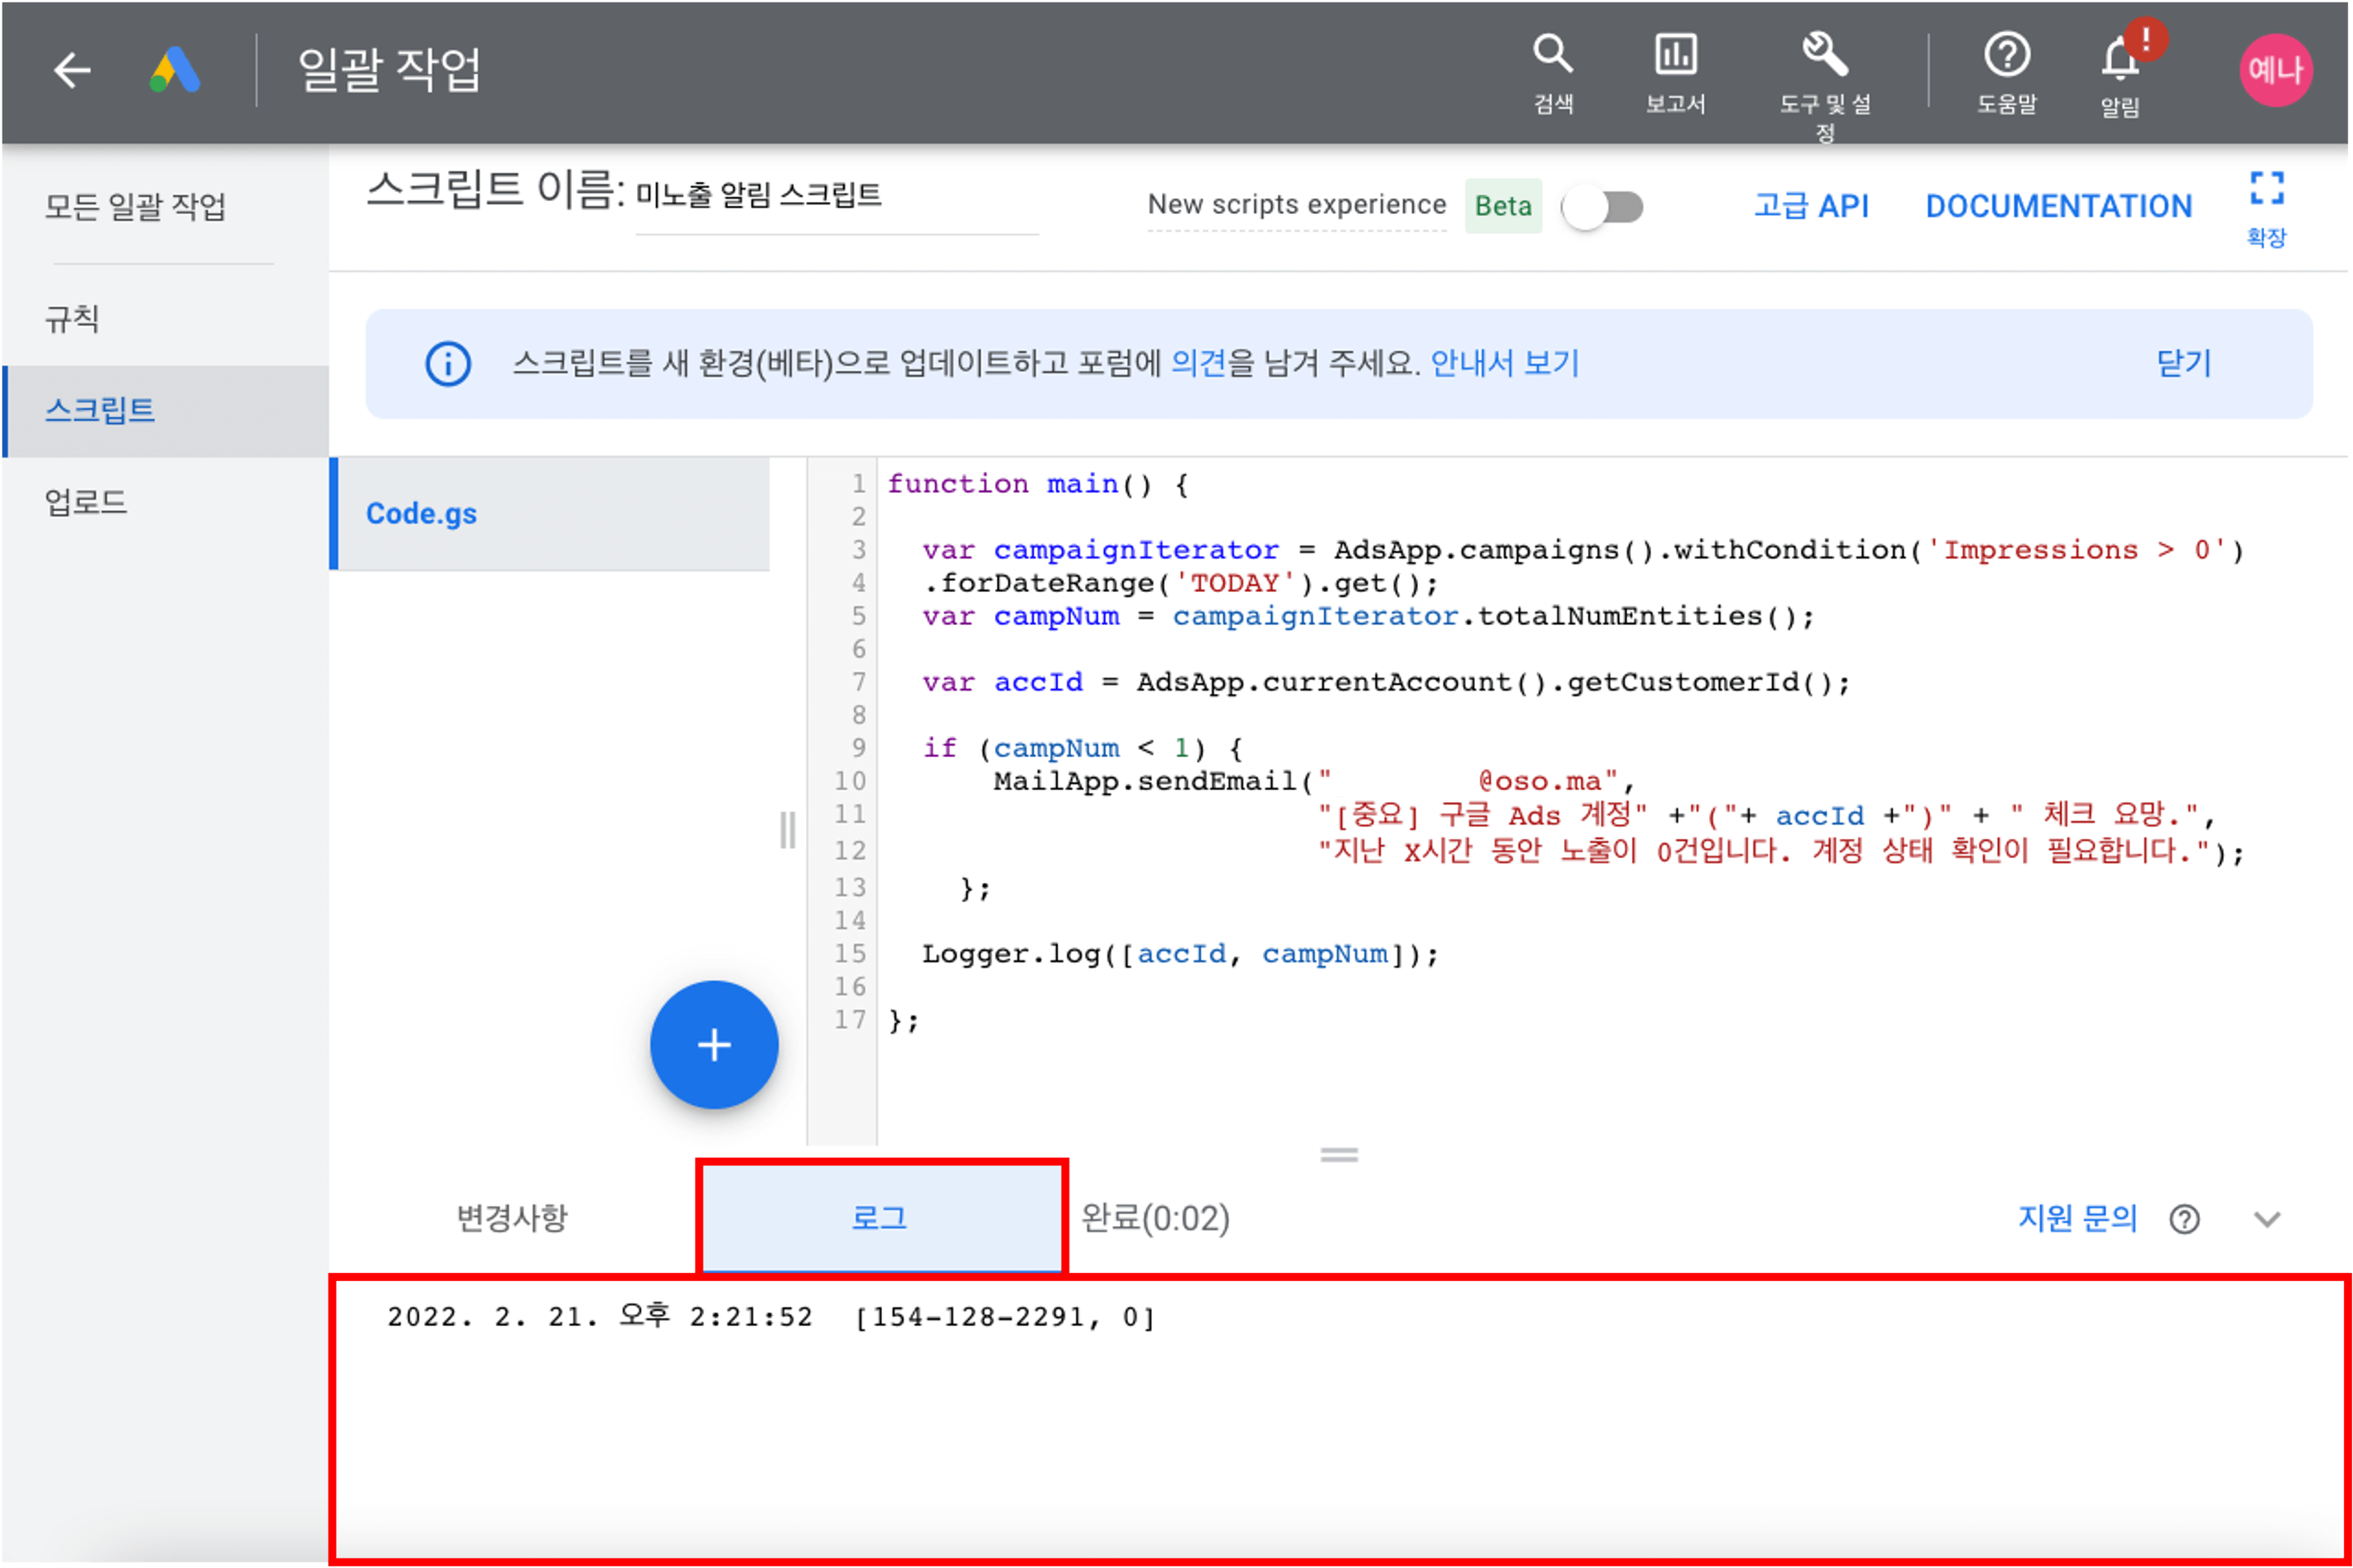 일괄 작업
검색
보고서
도구 및 설
정
도움말
!
알림
예나
모든 일괄 작업
규칙
스크립트
업로드
스크립트 이름: 미노출 알림 스크립트
New scripts experience Beta
고급 API
DOCUMENTATION
확장
스크립트를 새 환경(베타)으로 업데이트하고 포럼에 의견을 남겨 주세요. 안내서 보기
닫기
Code.gs
1 function main() {
2
3 var campaignIterator = AdsApp.campaigns().withCondition('Impressions > 0')
4 .forDateRange('TODAY').get();
5 var campNum = campaignIterator.totalNumEntities();
6
7 var accId = AdsApp.currentAccount().getCustomerId();
8
9 if (campNum < 1) {
10 MailApp.sendEmail(" @oso.ma",
11 "[중요] 구글 Ads 계정" +"("+ accId +")" + " 체크 요망.",
12 "지난 X시간 동안 노출이 0건입니다. 계정 상태 확인이 필요합니다.");
13 };
14
15 Logger.log([accId, campNum]);
16
17 };
변경사항
로그
완료(0:02)
지원 문의
2022. 2. 21. 오후 2:21:52 [154-128-2291, 0]